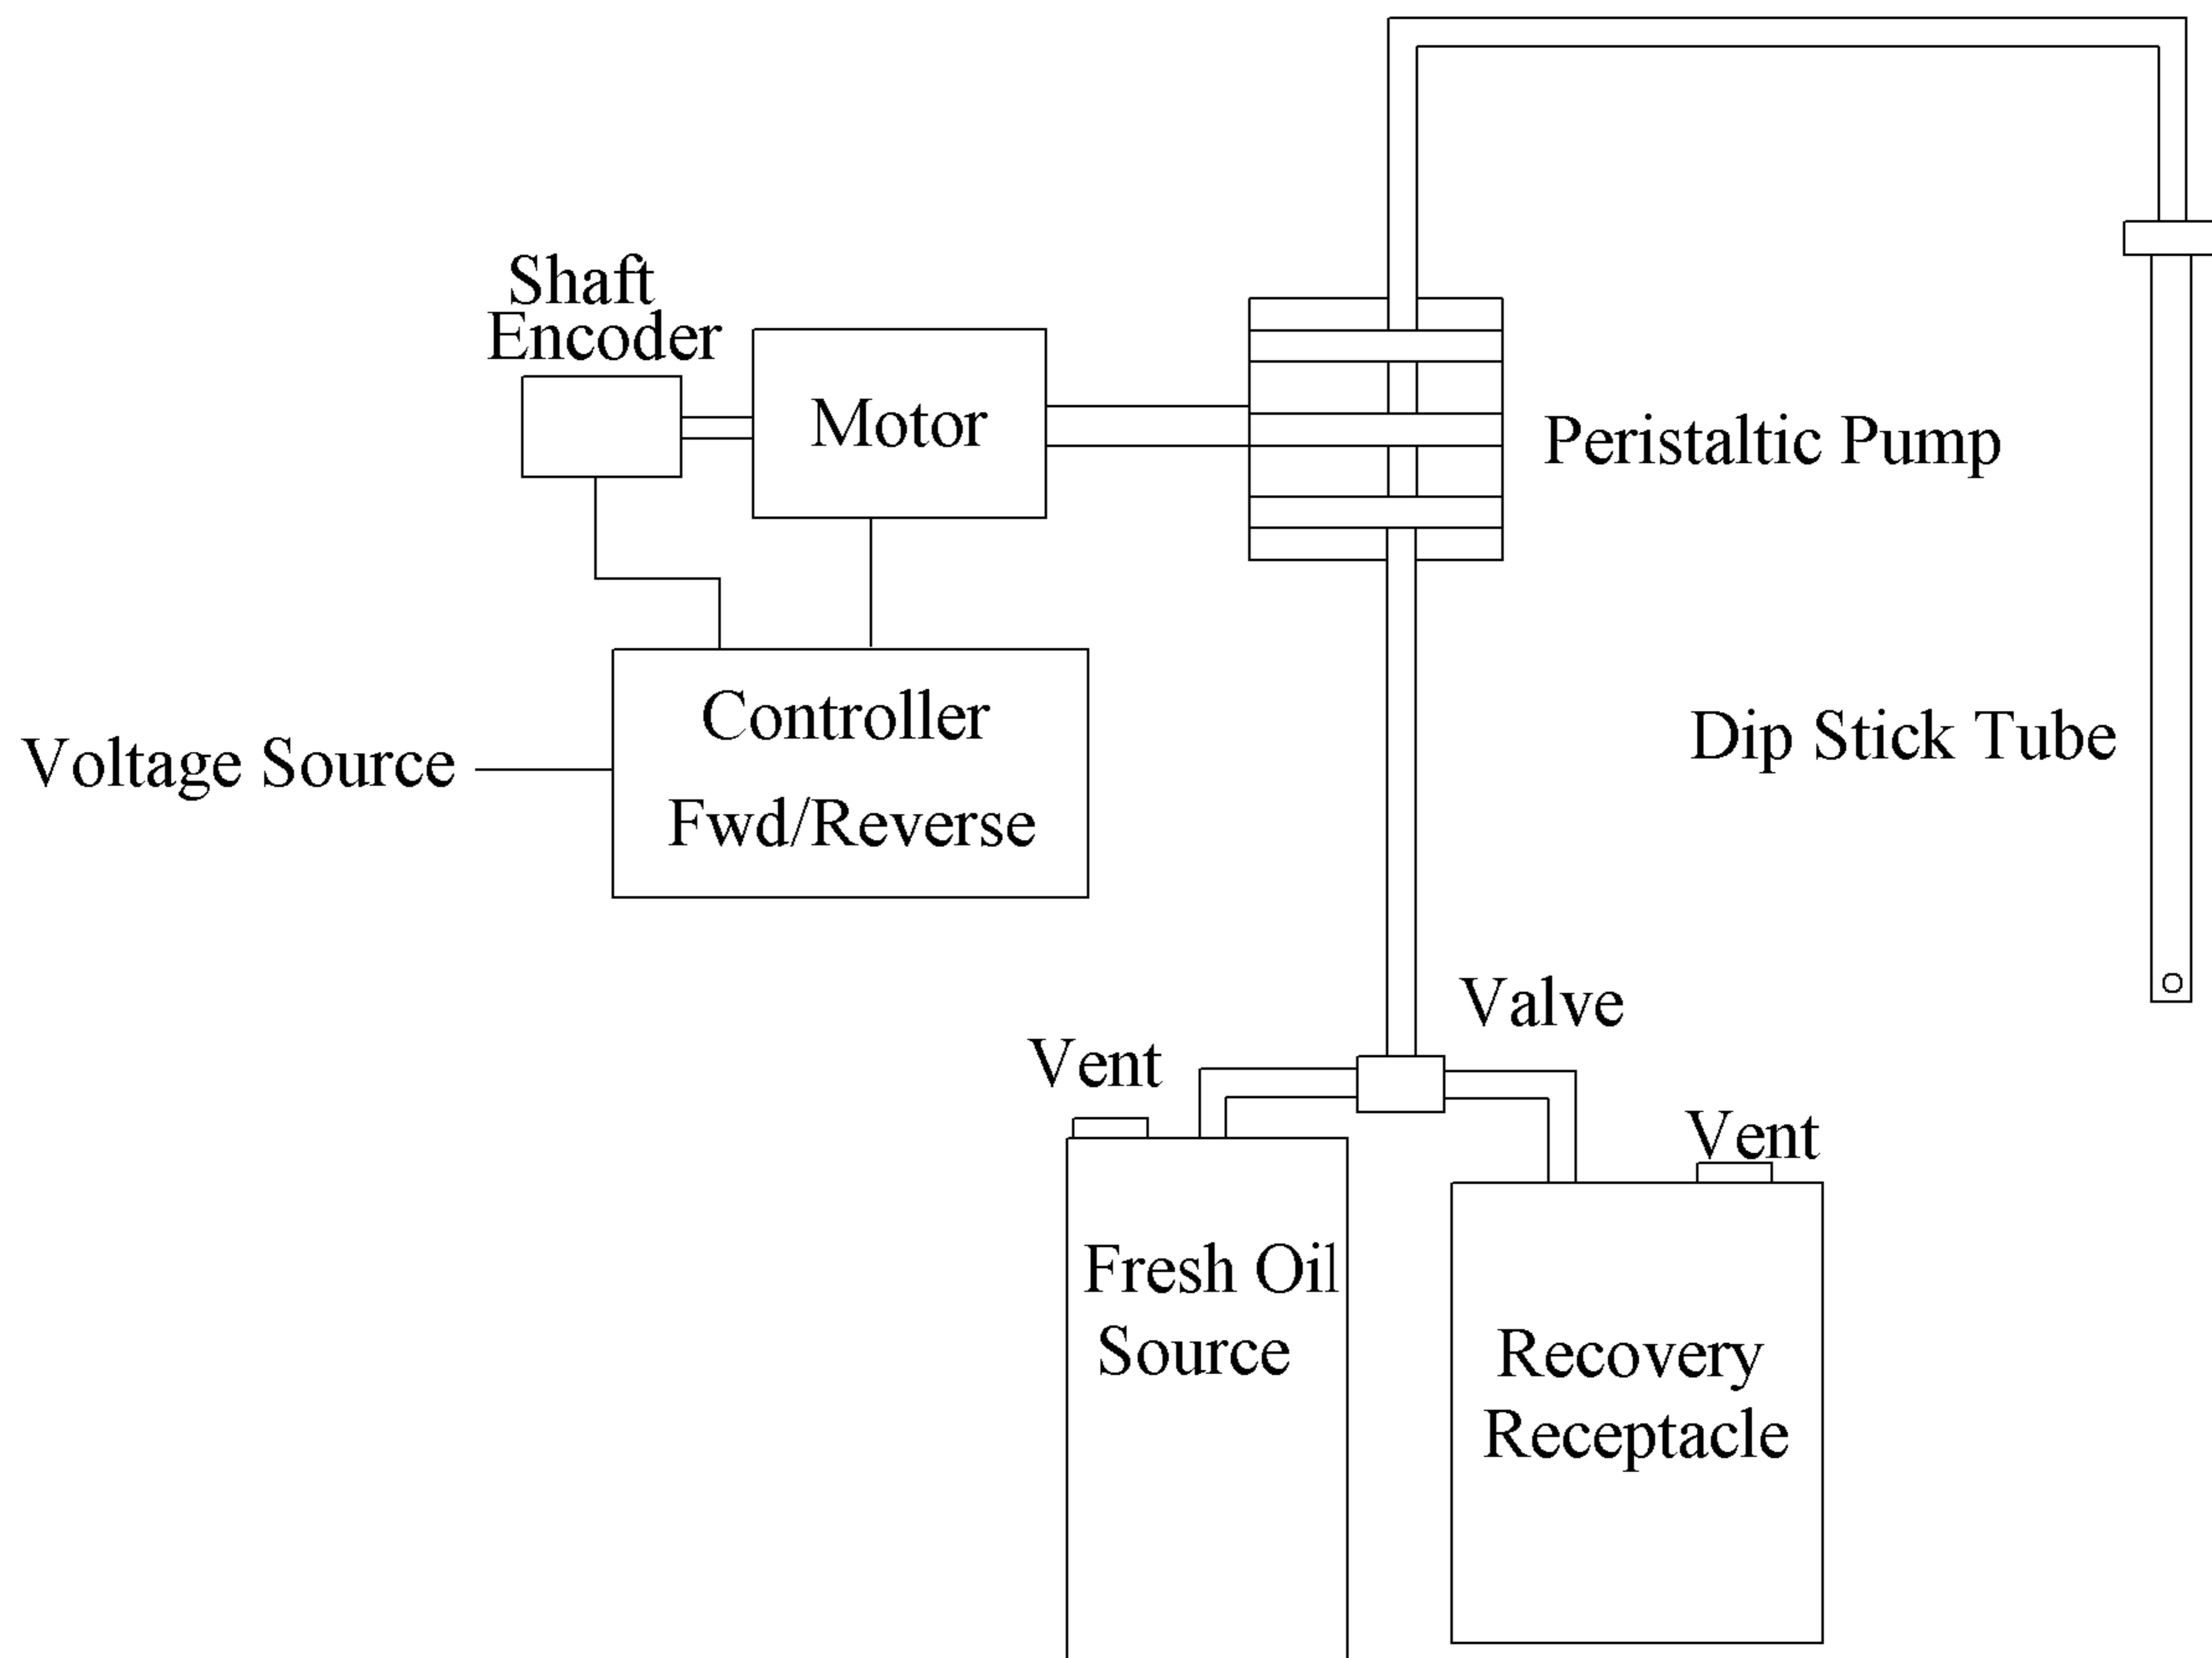 Shaft
Encoder
Motor
Peristaltic Pump
Controller
Fwd/Reverse
Voltage Source
Dip Stick Tube
Valve
Vent
Vent
Fresh Oil
Source
Recovery
Receptacle